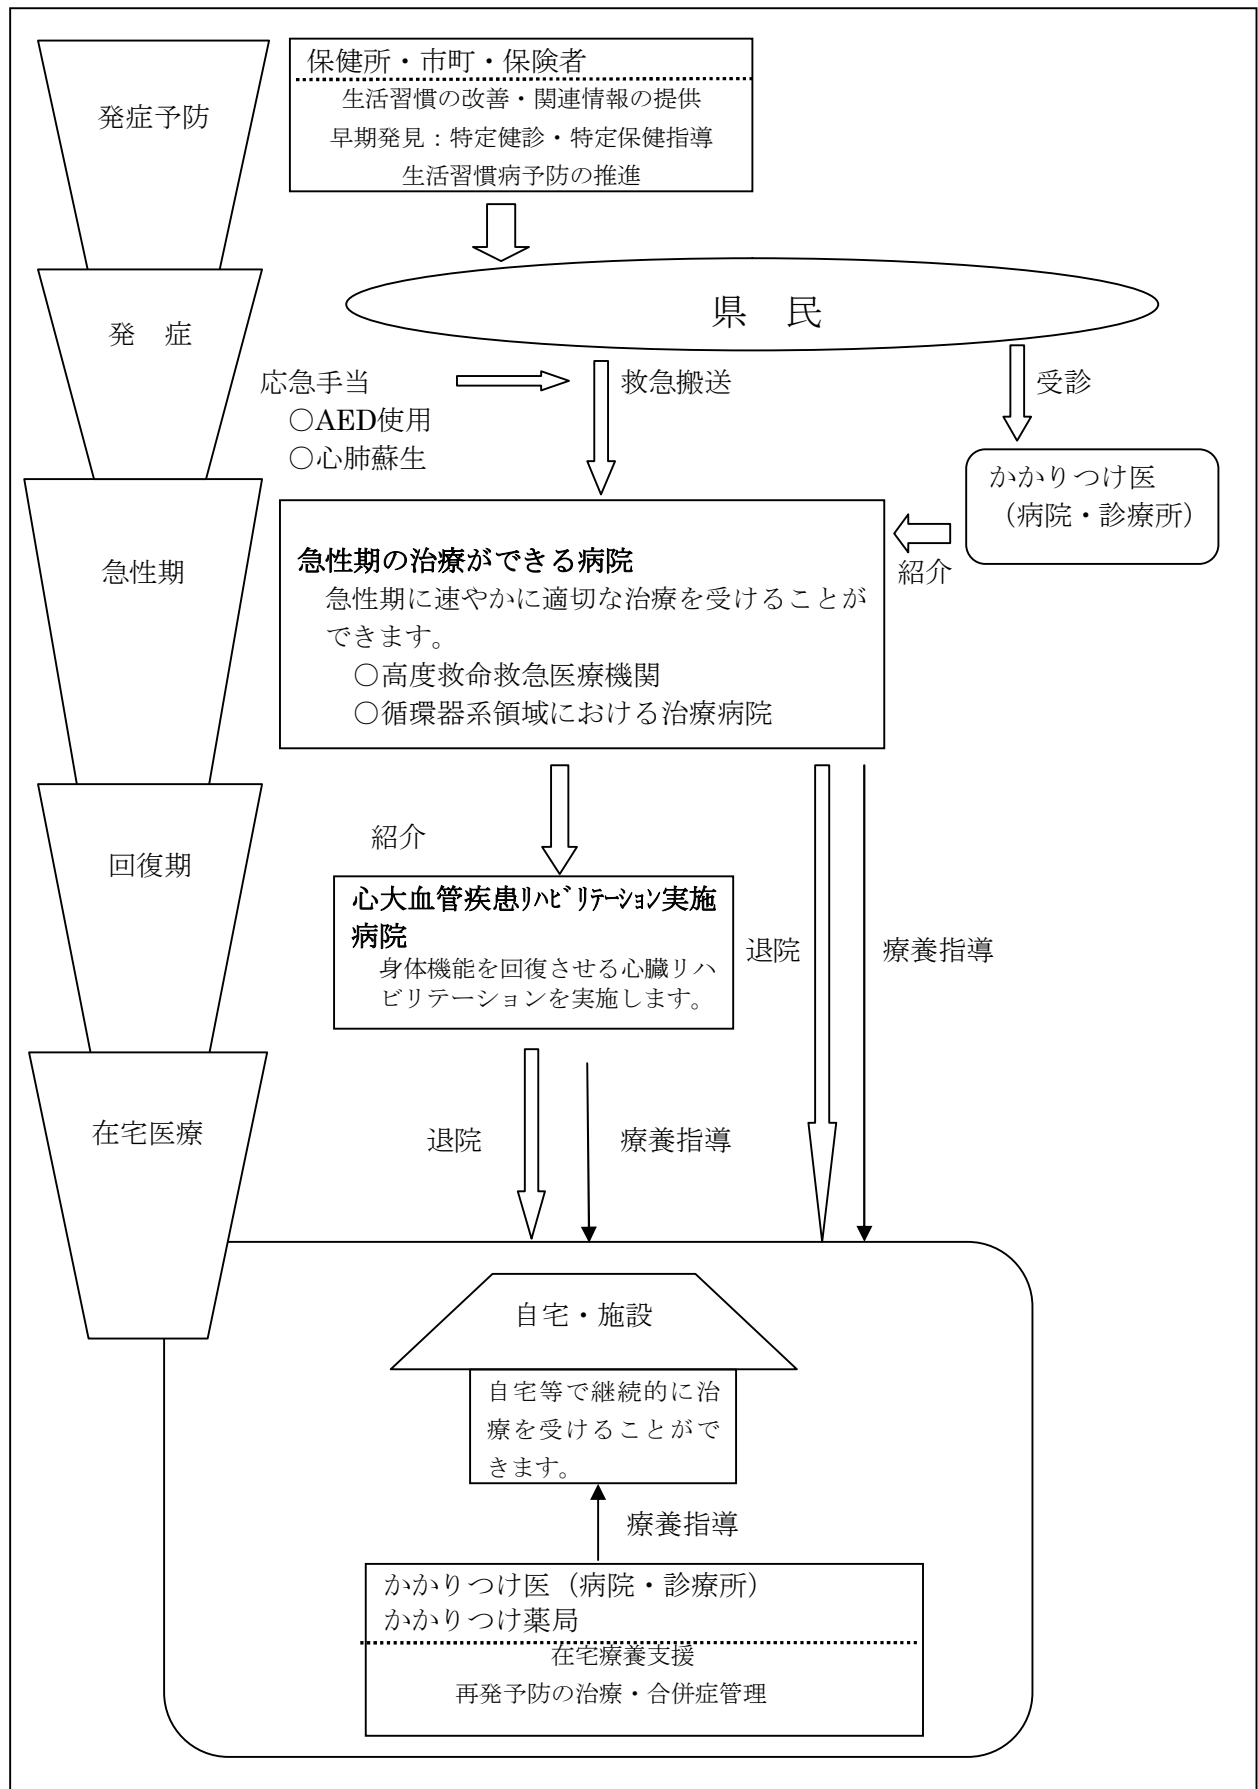 発症予防
保健所・市町・保険者
生活習慣の改善・関連情報の提供
早期発見：特定健診・特定保健指導
生活習慣病予防の推進
発　症
県　民
応急手当
○AED使用
○心肺蘇生
救急搬送
受診
かかりつけ医
（病院・診療所）
紹介
急性期
急性期の治療ができる病院
急性期に速やかに適切な治療を受けることが
できます。
○高度救命救急医療機関
○循環器系領域における治療病院
回復期
紹介
心大血管疾患ﾘﾊﾋﾞﾘﾃｰｼｮﾝ実施
病院
身体機能を回復させる心臓リハ
ビリテーションを実施します。
退院
療養指導
在宅医療
退院
療養指導
自宅・施設
自宅等で継続的に治
療を受けることがで
きます。
療養指導
かかりつけ医（病院・診療所）
かかりつけ薬局
在宅療養支援
再発予防の治療・合併症管理